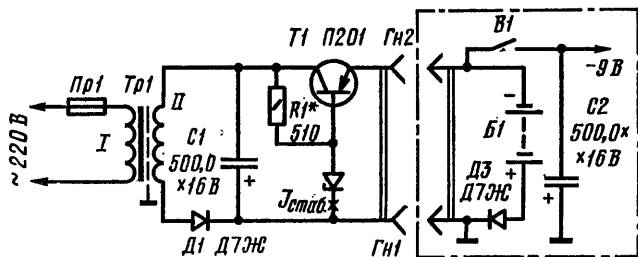 ~ 220 В
Пр1
Тр1
I
II
С1
500,0
×16В
+
Д1 Д7Ж
R1*
510
Т1 П201
Jстаб.
Гн2
Гн1
В1
-9В
-
Б1
+
Д3
Д7Ж
С2
500,0×
×16В
+